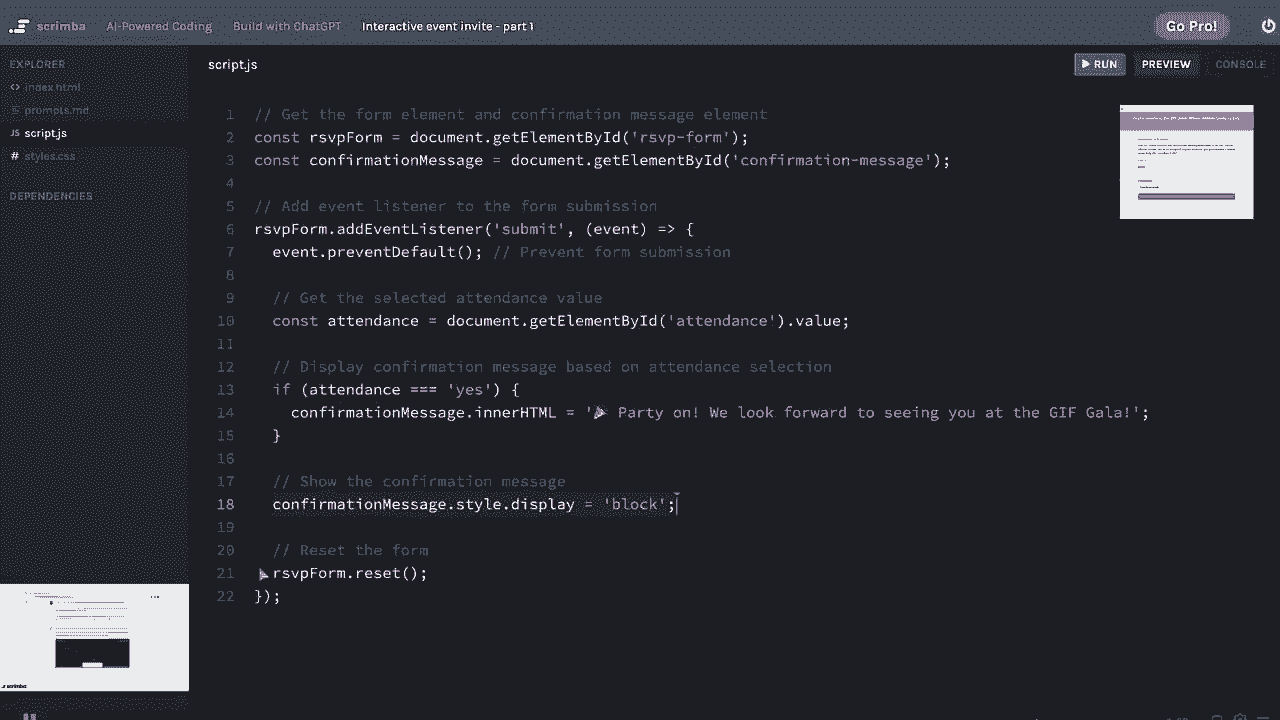 scrimba AI-Powered Coding Build with ChatGPT Interactive event invite - part 1 Go Pro!
EXPLORER
<> index.html
prompts.md
JS script.js
# styles.css
DEPENDENCIES
script.js
RUN PREVIEW CONSOLE
1 // Get the form element and confirmation message element
2 const rsvpForm = document.getElementById('rsvp-form');
3 const confirmationMessage = document.getElementById('confirmation-message');
4
5 // Add event listener to the form submission
6 rsvpForm.addEventListener('submit', (event) => {
7 event.preventDefault(); // Prevent form submission
8
9 // Get the selected attendance value
10 const attendance = document.getElementById('attendance').value;
11
12 // Display confirmation message based on attendance selection
13 if (attendance === 'yes') {
14 confirmationMessage.innerHTML = '🎉 Party on! We look forward to seeing you at the GIF Gala!';
15 }
16
17 // Show the confirmation message
18 confirmationMessage.style.display = 'block';
19
20 // Reset the form
21 rsvpForm.reset();
22 });
scrimba